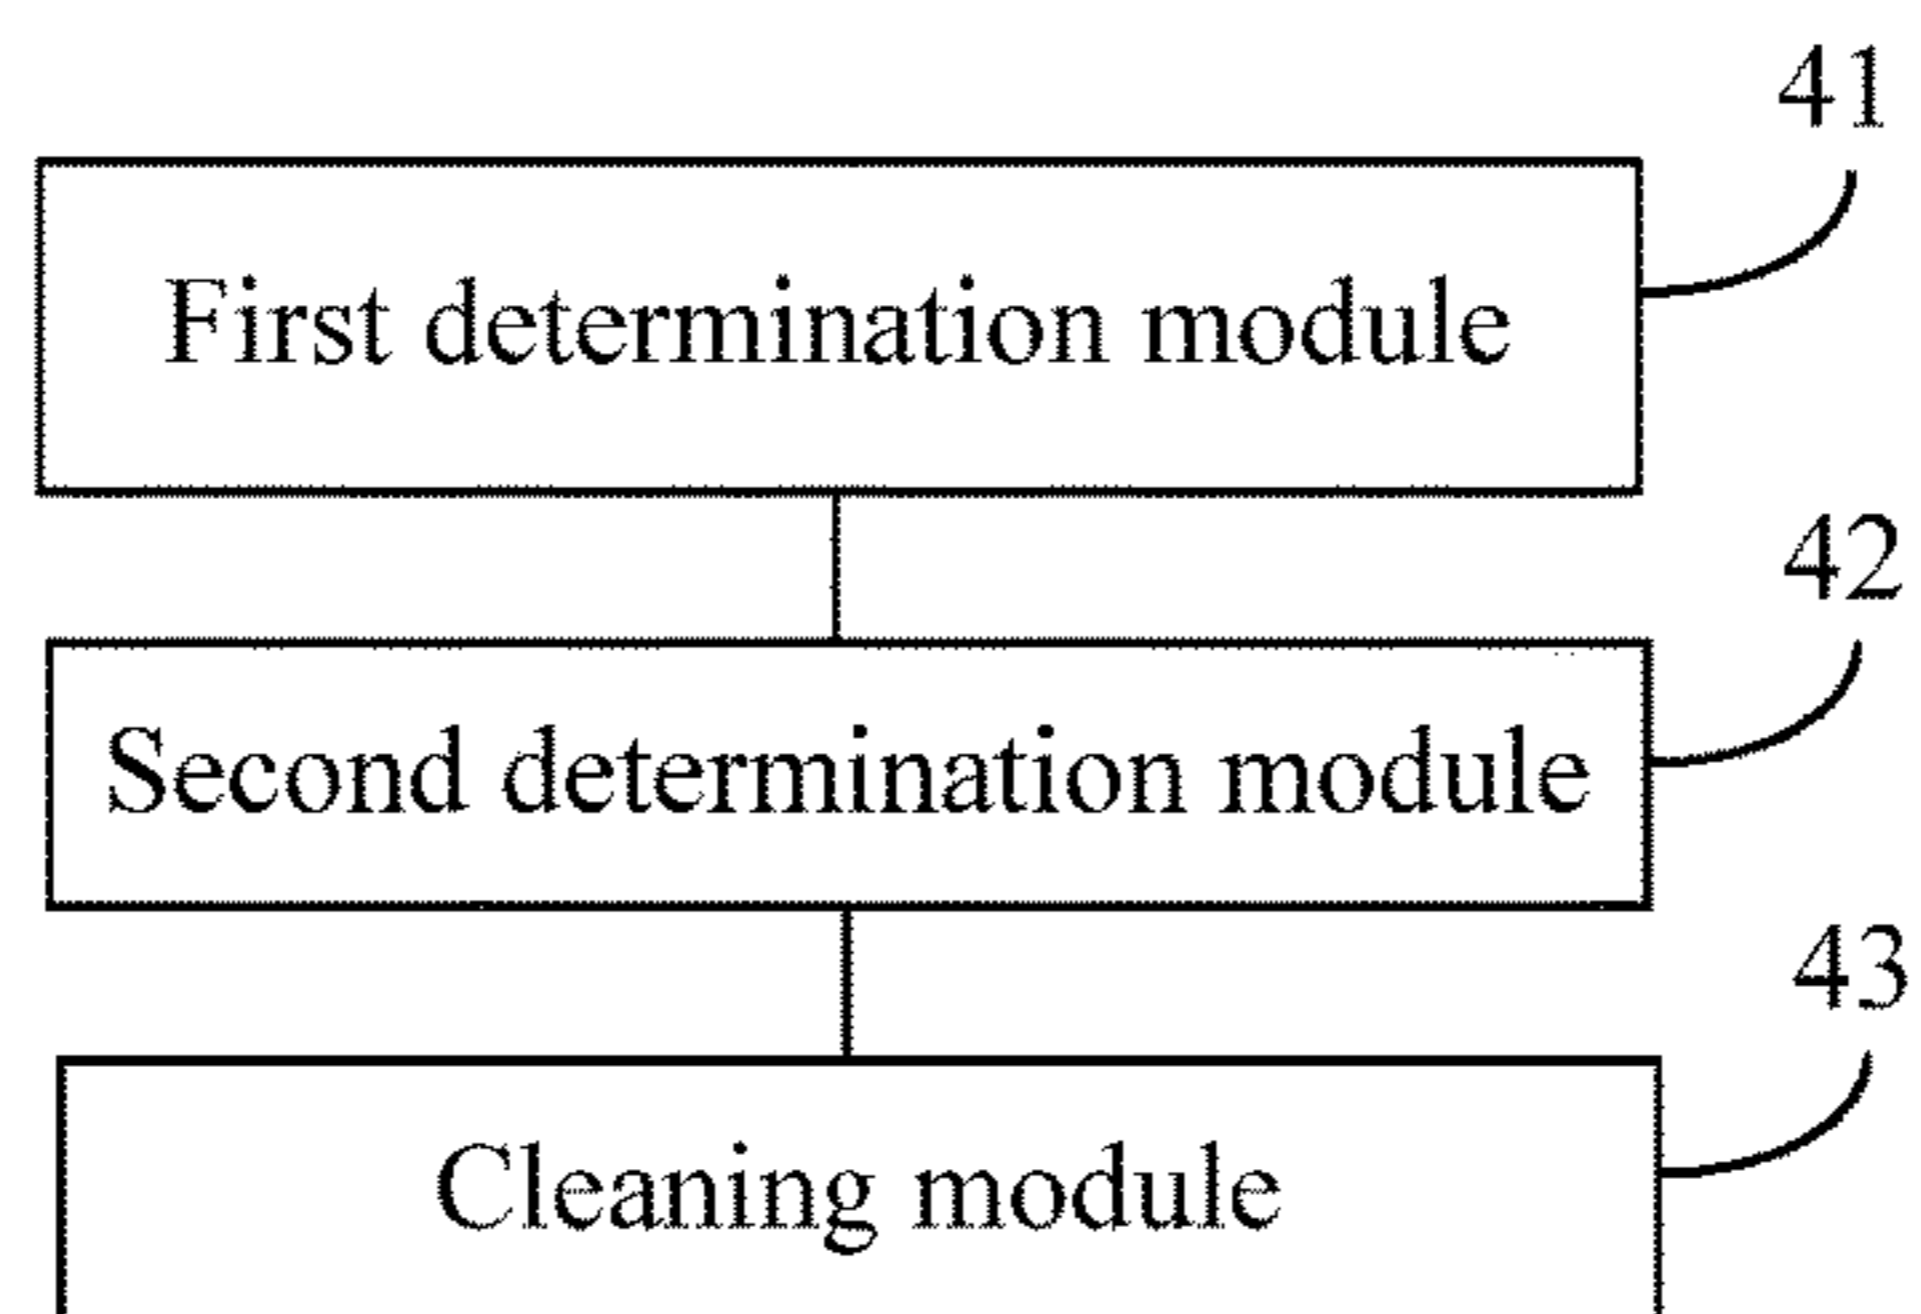 41
First determination module
42
Second determination module
43
Cleaning module